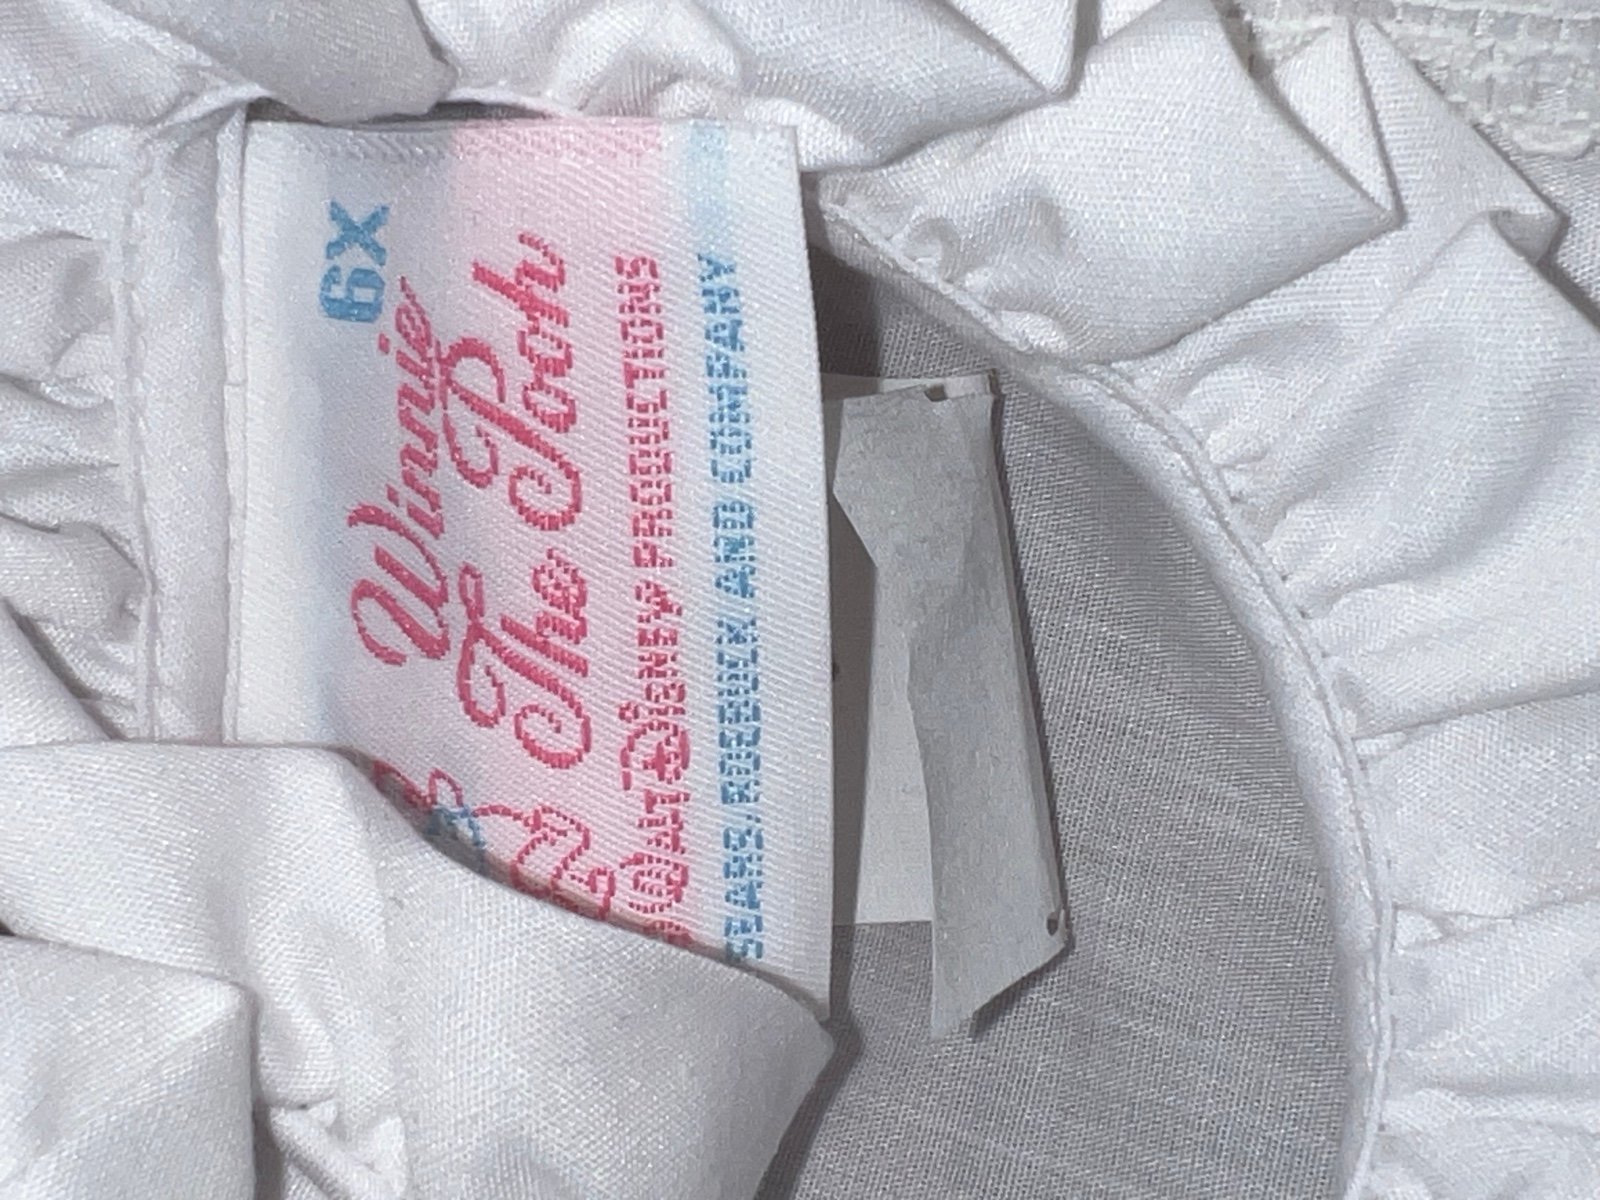 6X
Winnie
The Pooh
WALT DISNEY PRODUCTIONS
SEARS, ROEBUCK AND COMPANY